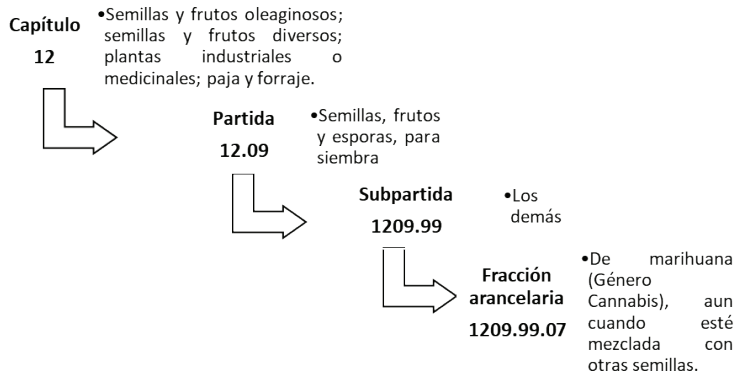 Capítulo
12
•Semillas y frutos oleaginosos;
semillas y frutos diversos;
plantas industriales o
medicinales; paja y forraje.
Partida
12.09
•Semillas, frutos
y esporas, para
siembra
Subpartida
1209.99
•Los
demás
Fracción
arancelaria
1209.99.07
•De marihuana
(Género
Cannabis), aun
cuando esté
mezclada con
otras semillas.